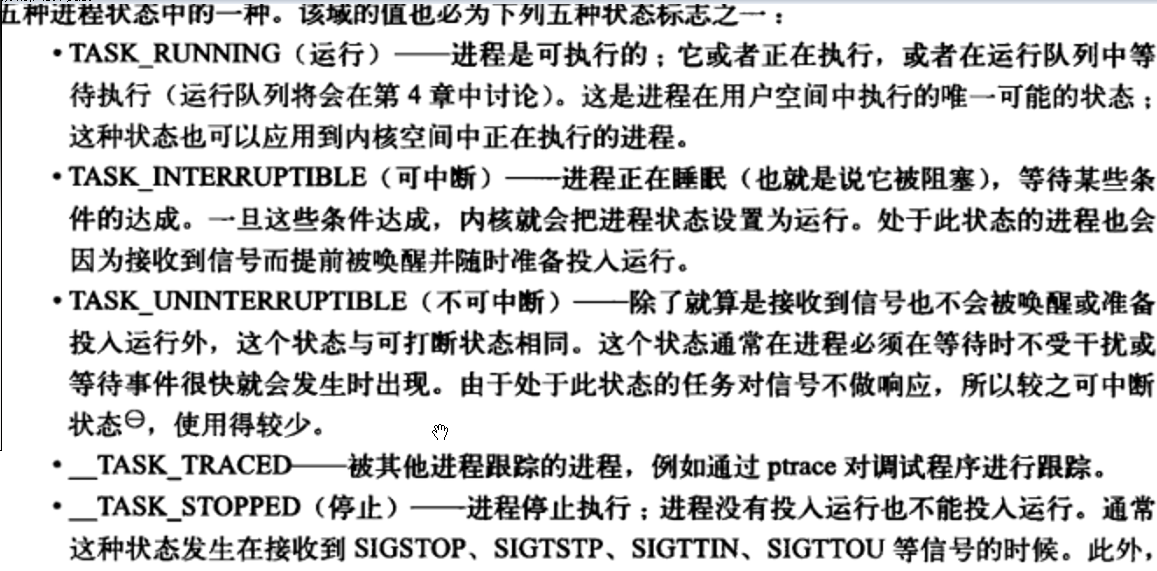 五种进程状态中的一种。该域的值也必为下列五种状态标志之一：
• TASK_RUNNING（运行）——进程是可执行的；它或者正在执行，或者在运行队列中等
待执行（运行队列将会在第 4 章中讨论）。这是进程在用户空间中执行的唯一可能的状态；
这种状态也可以应用到内核空间中正在执行的进程。
• TASK_INTERRUPTIBLE（可中断）——进程正在睡眠（也就是说它被阻塞），等待某些条
件的达成。一旦这些条件达成，内核就会把进程状态设置为运行。处于此状态的进程也会
因为接收到信号而提前被唤醒并随时准备投入运行。
• TASK_UNINTERRUPTIBLE（不可中断）——除了就算是接收到信号也不会被唤醒或准备
投入运行外，这个状态与可打断状态相同。这个状态通常在进程必须在等待时不受干扰或
等待事件很快就会发生时出现。由于处于此状态的任务对信号不做响应，所以较之可中断
状态㊀，使用得较少。
• __TASK_TRACED——被其他进程跟踪的进程，例如通过 ptrace 对调试程序进行跟踪。
• __TASK_STOPPED（停止）——进程停止执行；进程没有投入运行也不能投入运行。通常
这种状态发生在接收到 SIGSTOP、SIGTSTP、SIGTTIN、SIGTTOU 等信号的时候。此外，